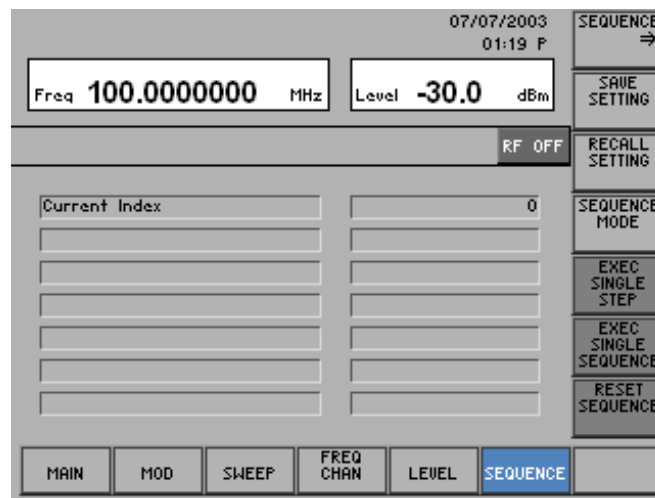 07/07/2003
01:19 P
Freq 100.0000000 MHz
Level -30.0 dBm
RF OFF
Current Index 0
SEQUENCE
⇒
SAVE
SETTING
RECALL
SETTING
SEQUENCE
MODE
EXEC
SINGLE
STEP
EXEC
SINGLE
SEQUENCE
RESET
SEQUENCE
MAIN
MOD
SWEEP
FREQ
CHAN
LEVEL
SEQUENCE